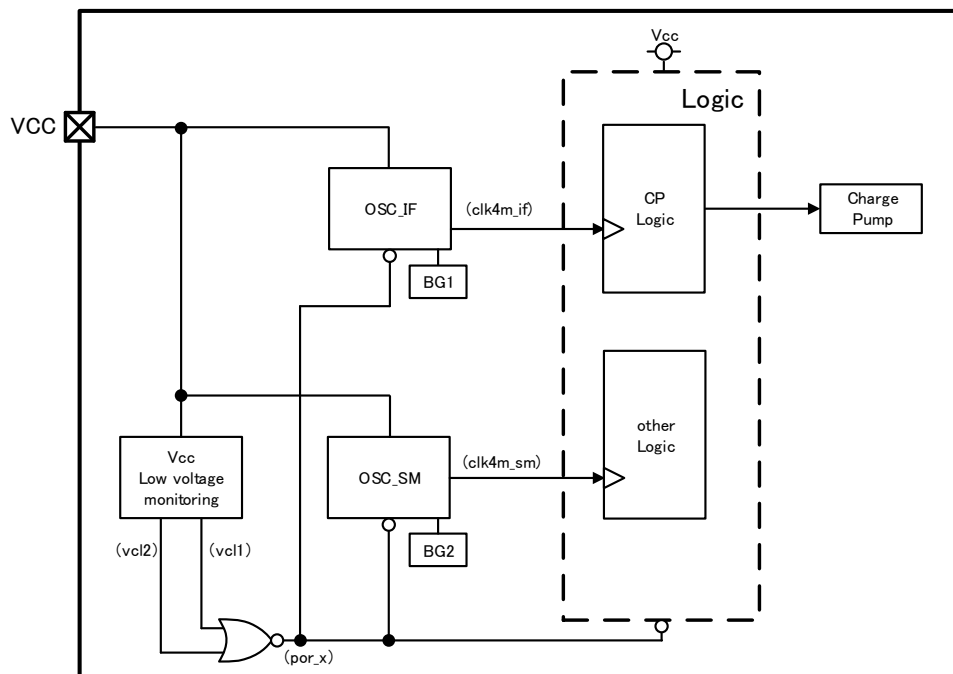 Vcc
Logic
VCC
OSC_IF
(clk4m_if)
CP
Logic
Charge
Pump
BG1
Vcc
Low voltage
monitoring
OSC_SM
(clk4m_sm)
other
Logic
(vcl2)
(vcl1)
BG2
(por_x)